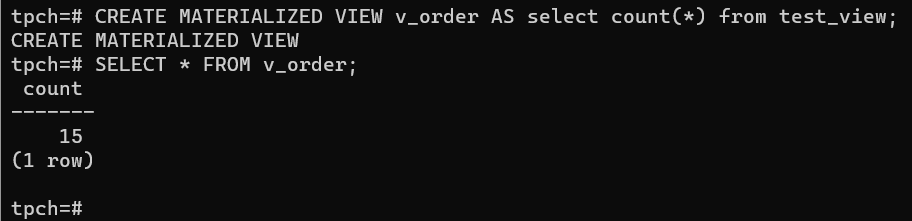 tpch=# CREATE MATERIALIZED VIEW v_order AS select count(*) from test_view;
CREATE MATERIALIZED VIEW
tpch=# SELECT * FROM v_order;
 count
-------
    15
(1 row)

tpch=#